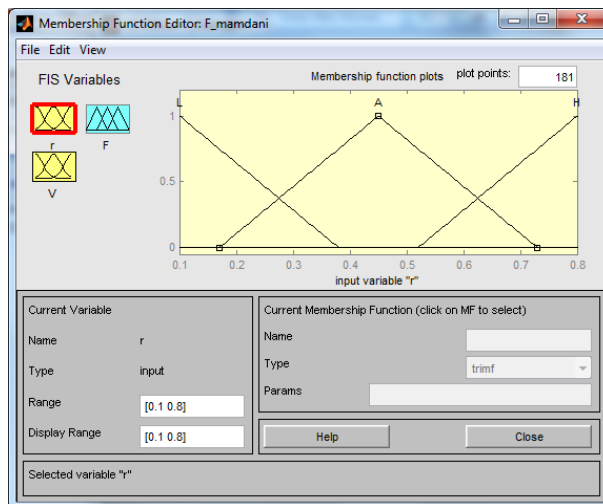 Membership Function Editor: F_mamdani
File Edit View
FIS Variables
Membership function plots
plot points:
181
r
F
V
L
A
H
1
0.5
0
0.1
0.2
0.3
0.4
0.5
0.6
0.7
0.8
input variable "r"
Current Variable
Name
r
Type
input
Range
[0.1 0.8]
Display Range
[0.1 0.8]
Current Membership Function (click on MF to select)
Name
Type
trimf
Params
Help
Close
Selected variable "r"